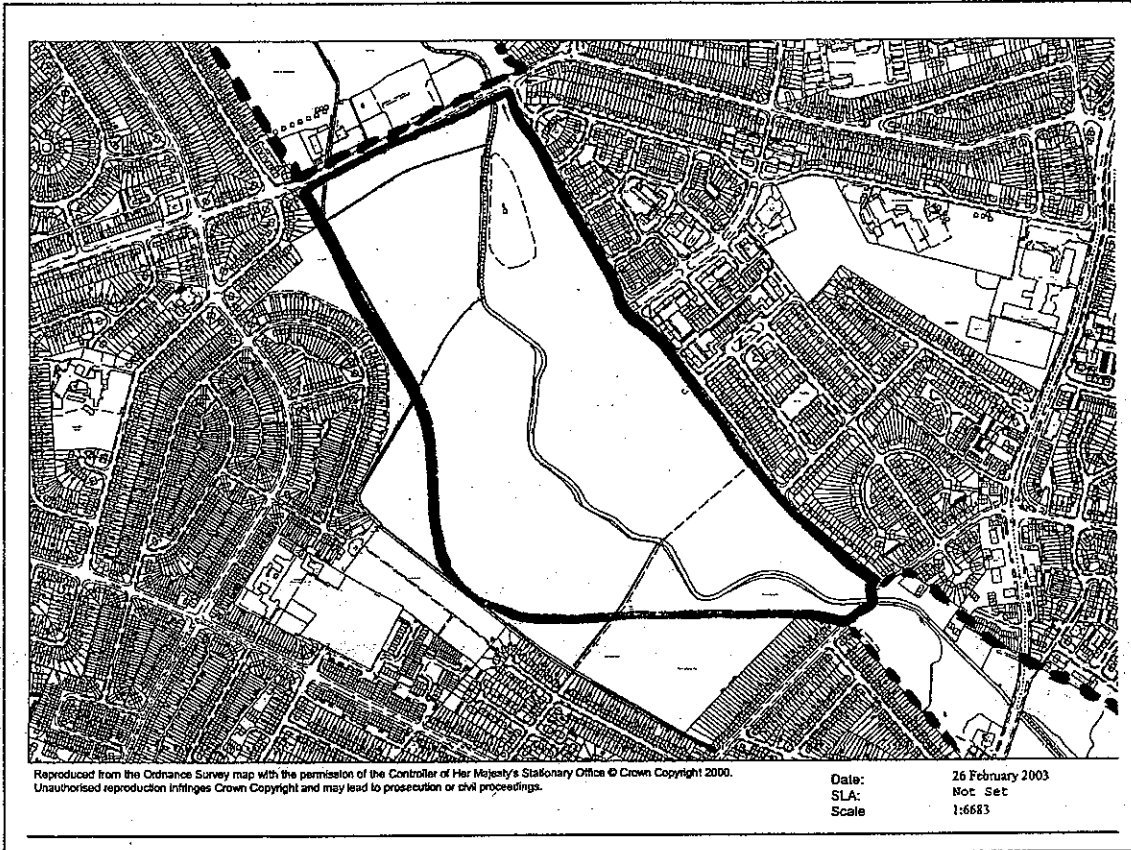 Reproduced from the Ordnance Survey map with the permission of the Controller of Her Majesty's Stationary Office © Crown Copyright 2000.
Unauthorised reproduction infringes Crown Copyright and may lead to prosecution or civil proceedings.
Date: 26 February 2003
SLA: Not Set
Scale 1:6683